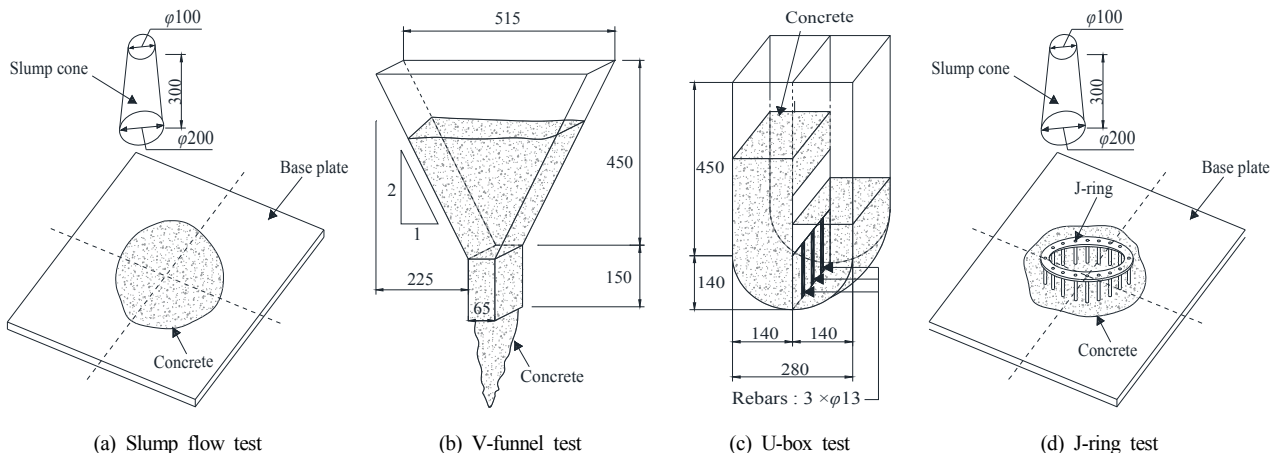 φ100
Slump cone
300
φ200
Base plate
Concrete
(a) Slump flow test
515
450
2
1
225
150
65
Concrete
(b) V-funnel test
Concrete
450
140
140
140
280
Rebars : 3 ×φ13
(c) U-box test
φ100
Slump cone
300
φ200
Base plate
J-ring
Concrete
(d) J-ring test